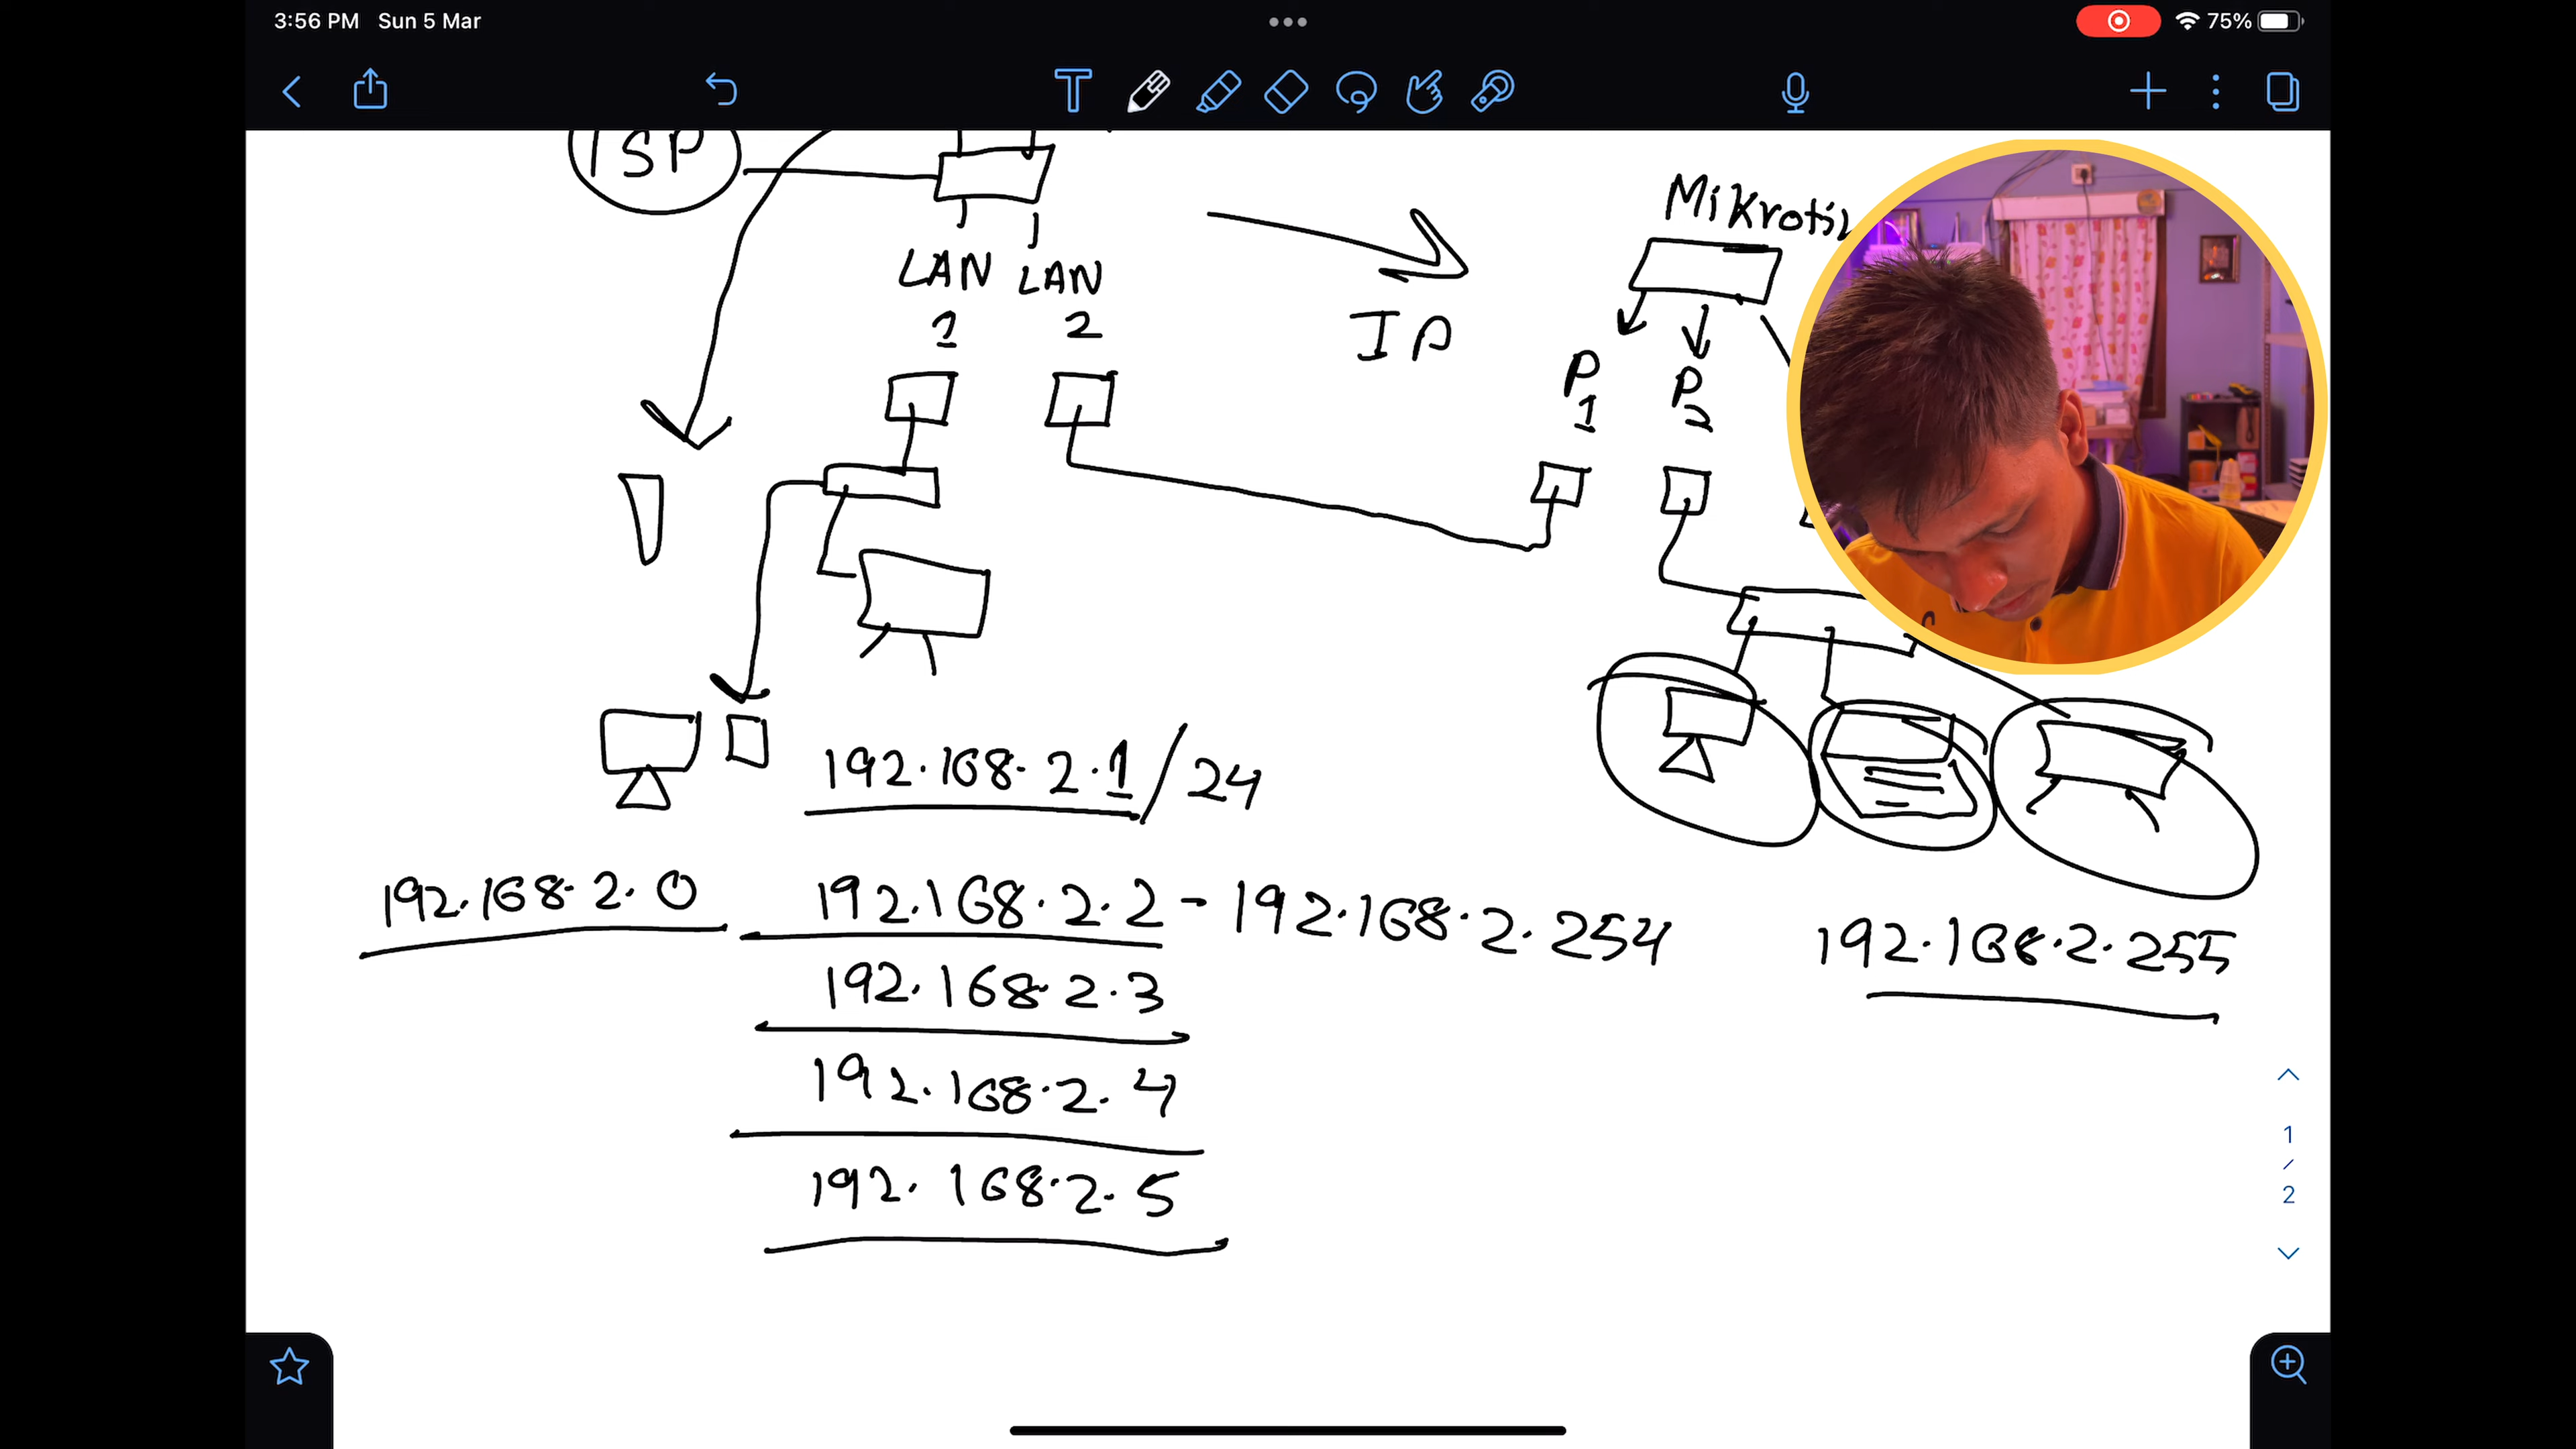 3:56 PM Sun 5 Mar
75%
ISP
Mikrotik
LAN LAN
1 2
IP
P P
1 2
192.168.2.1/24
192.168.2.0
192.168.2.2 - 192.168.2.254
192.168.2.255
192.168.2.3
192.168.2.4
192.168.2.5
1
/
2